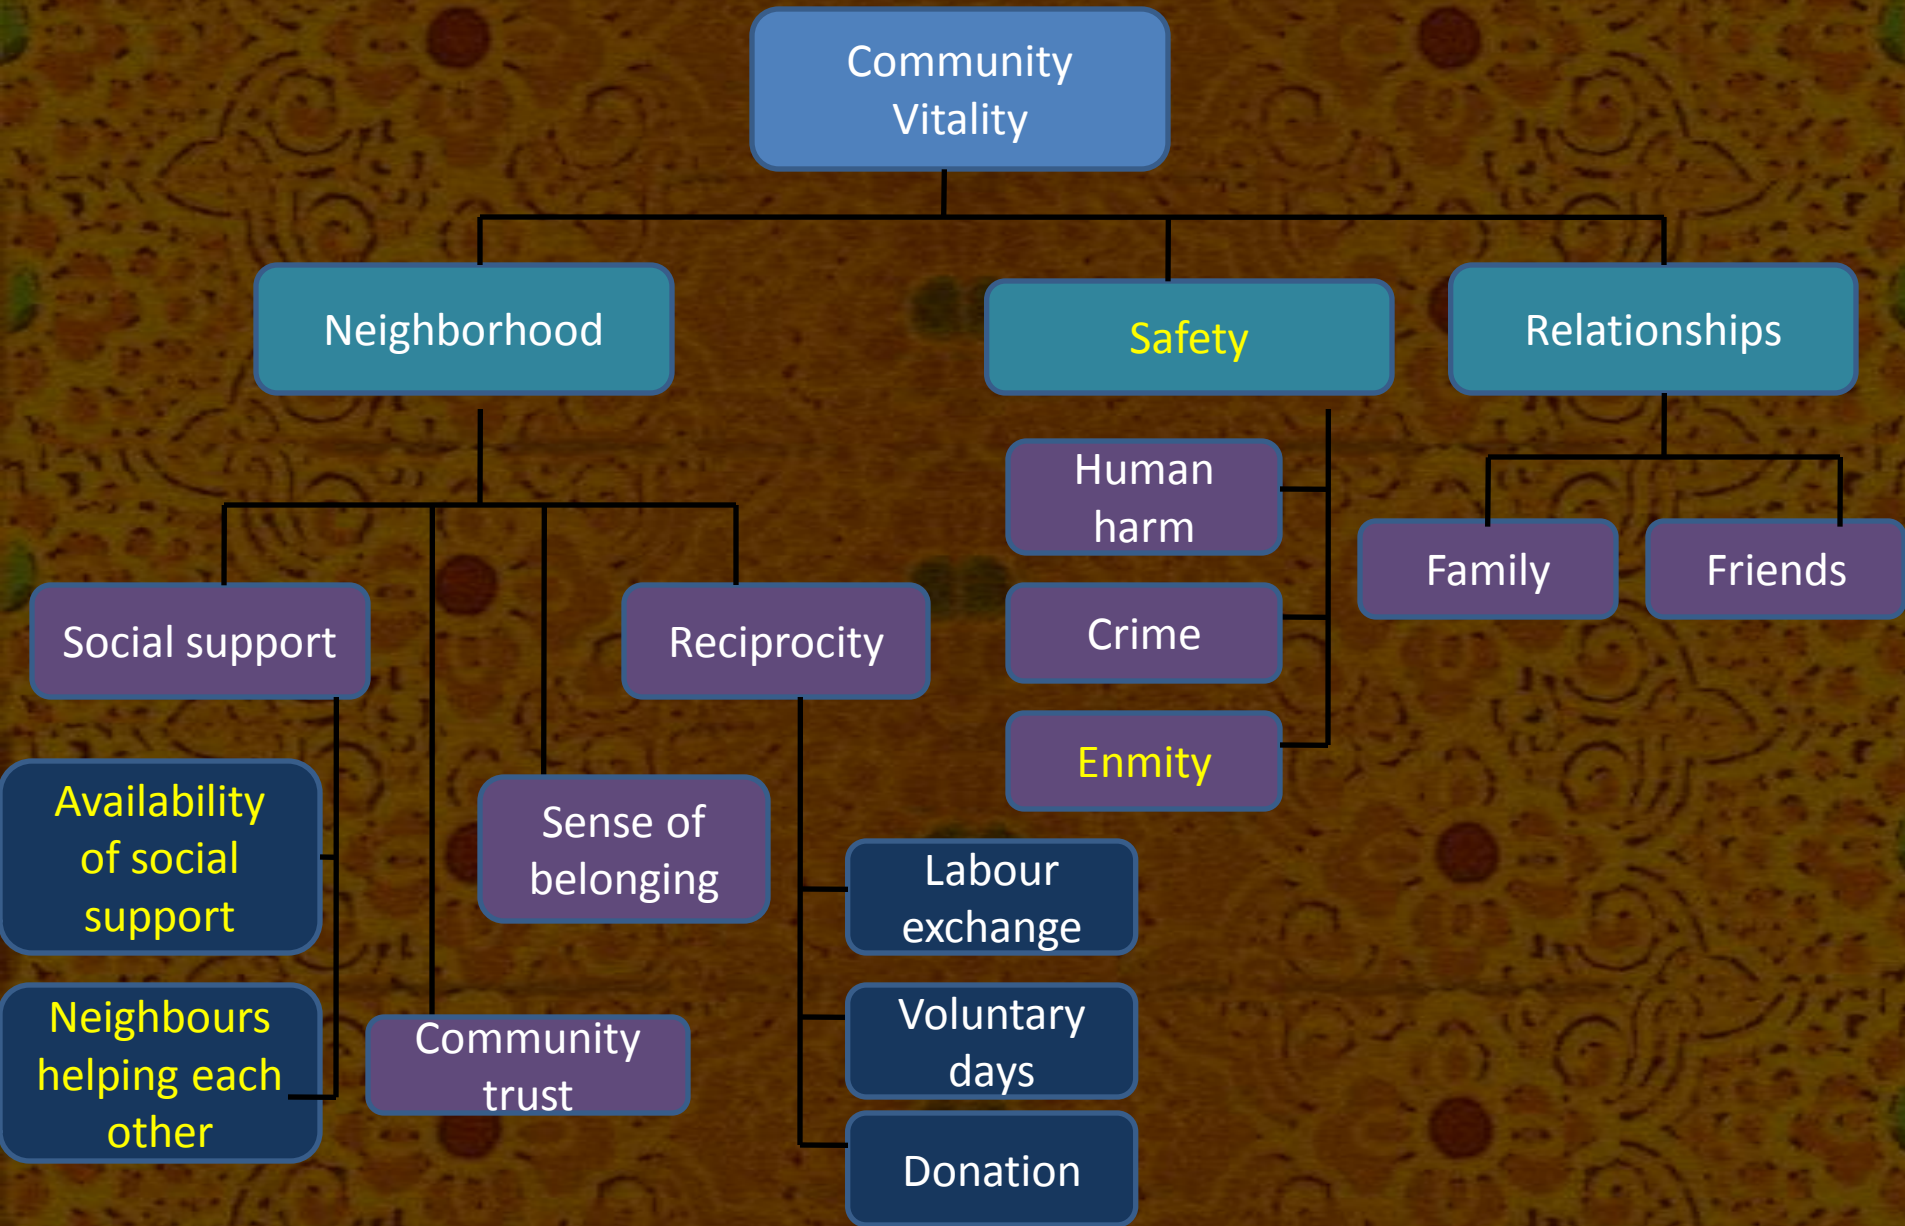 Community
Vitality
Neighborhood
Safety
Relationships
Human
harm
Family
Friends
Social support
Reciprocity
Crime
Enmity
Availability
of social
support
Sense of
belonging
Labour
exchange
Neighbours
helping each
other
Community
trust
Voluntary
days
Donation